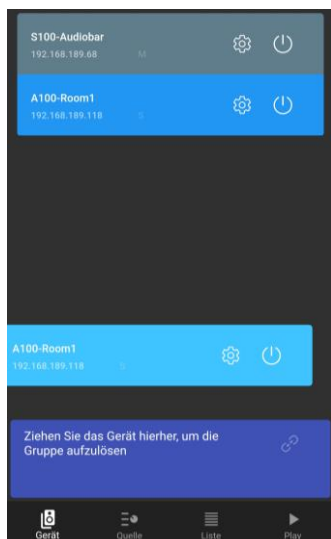 S100-Audiobar
192.168.189.68 M
A100-Room1
192.168.189.118 S
A100-Room1
192.168.189.118 S
Ziehen Sie das Gerät hierher, um die
Gruppe aufzulösen
Gerät Quelle Liste Play